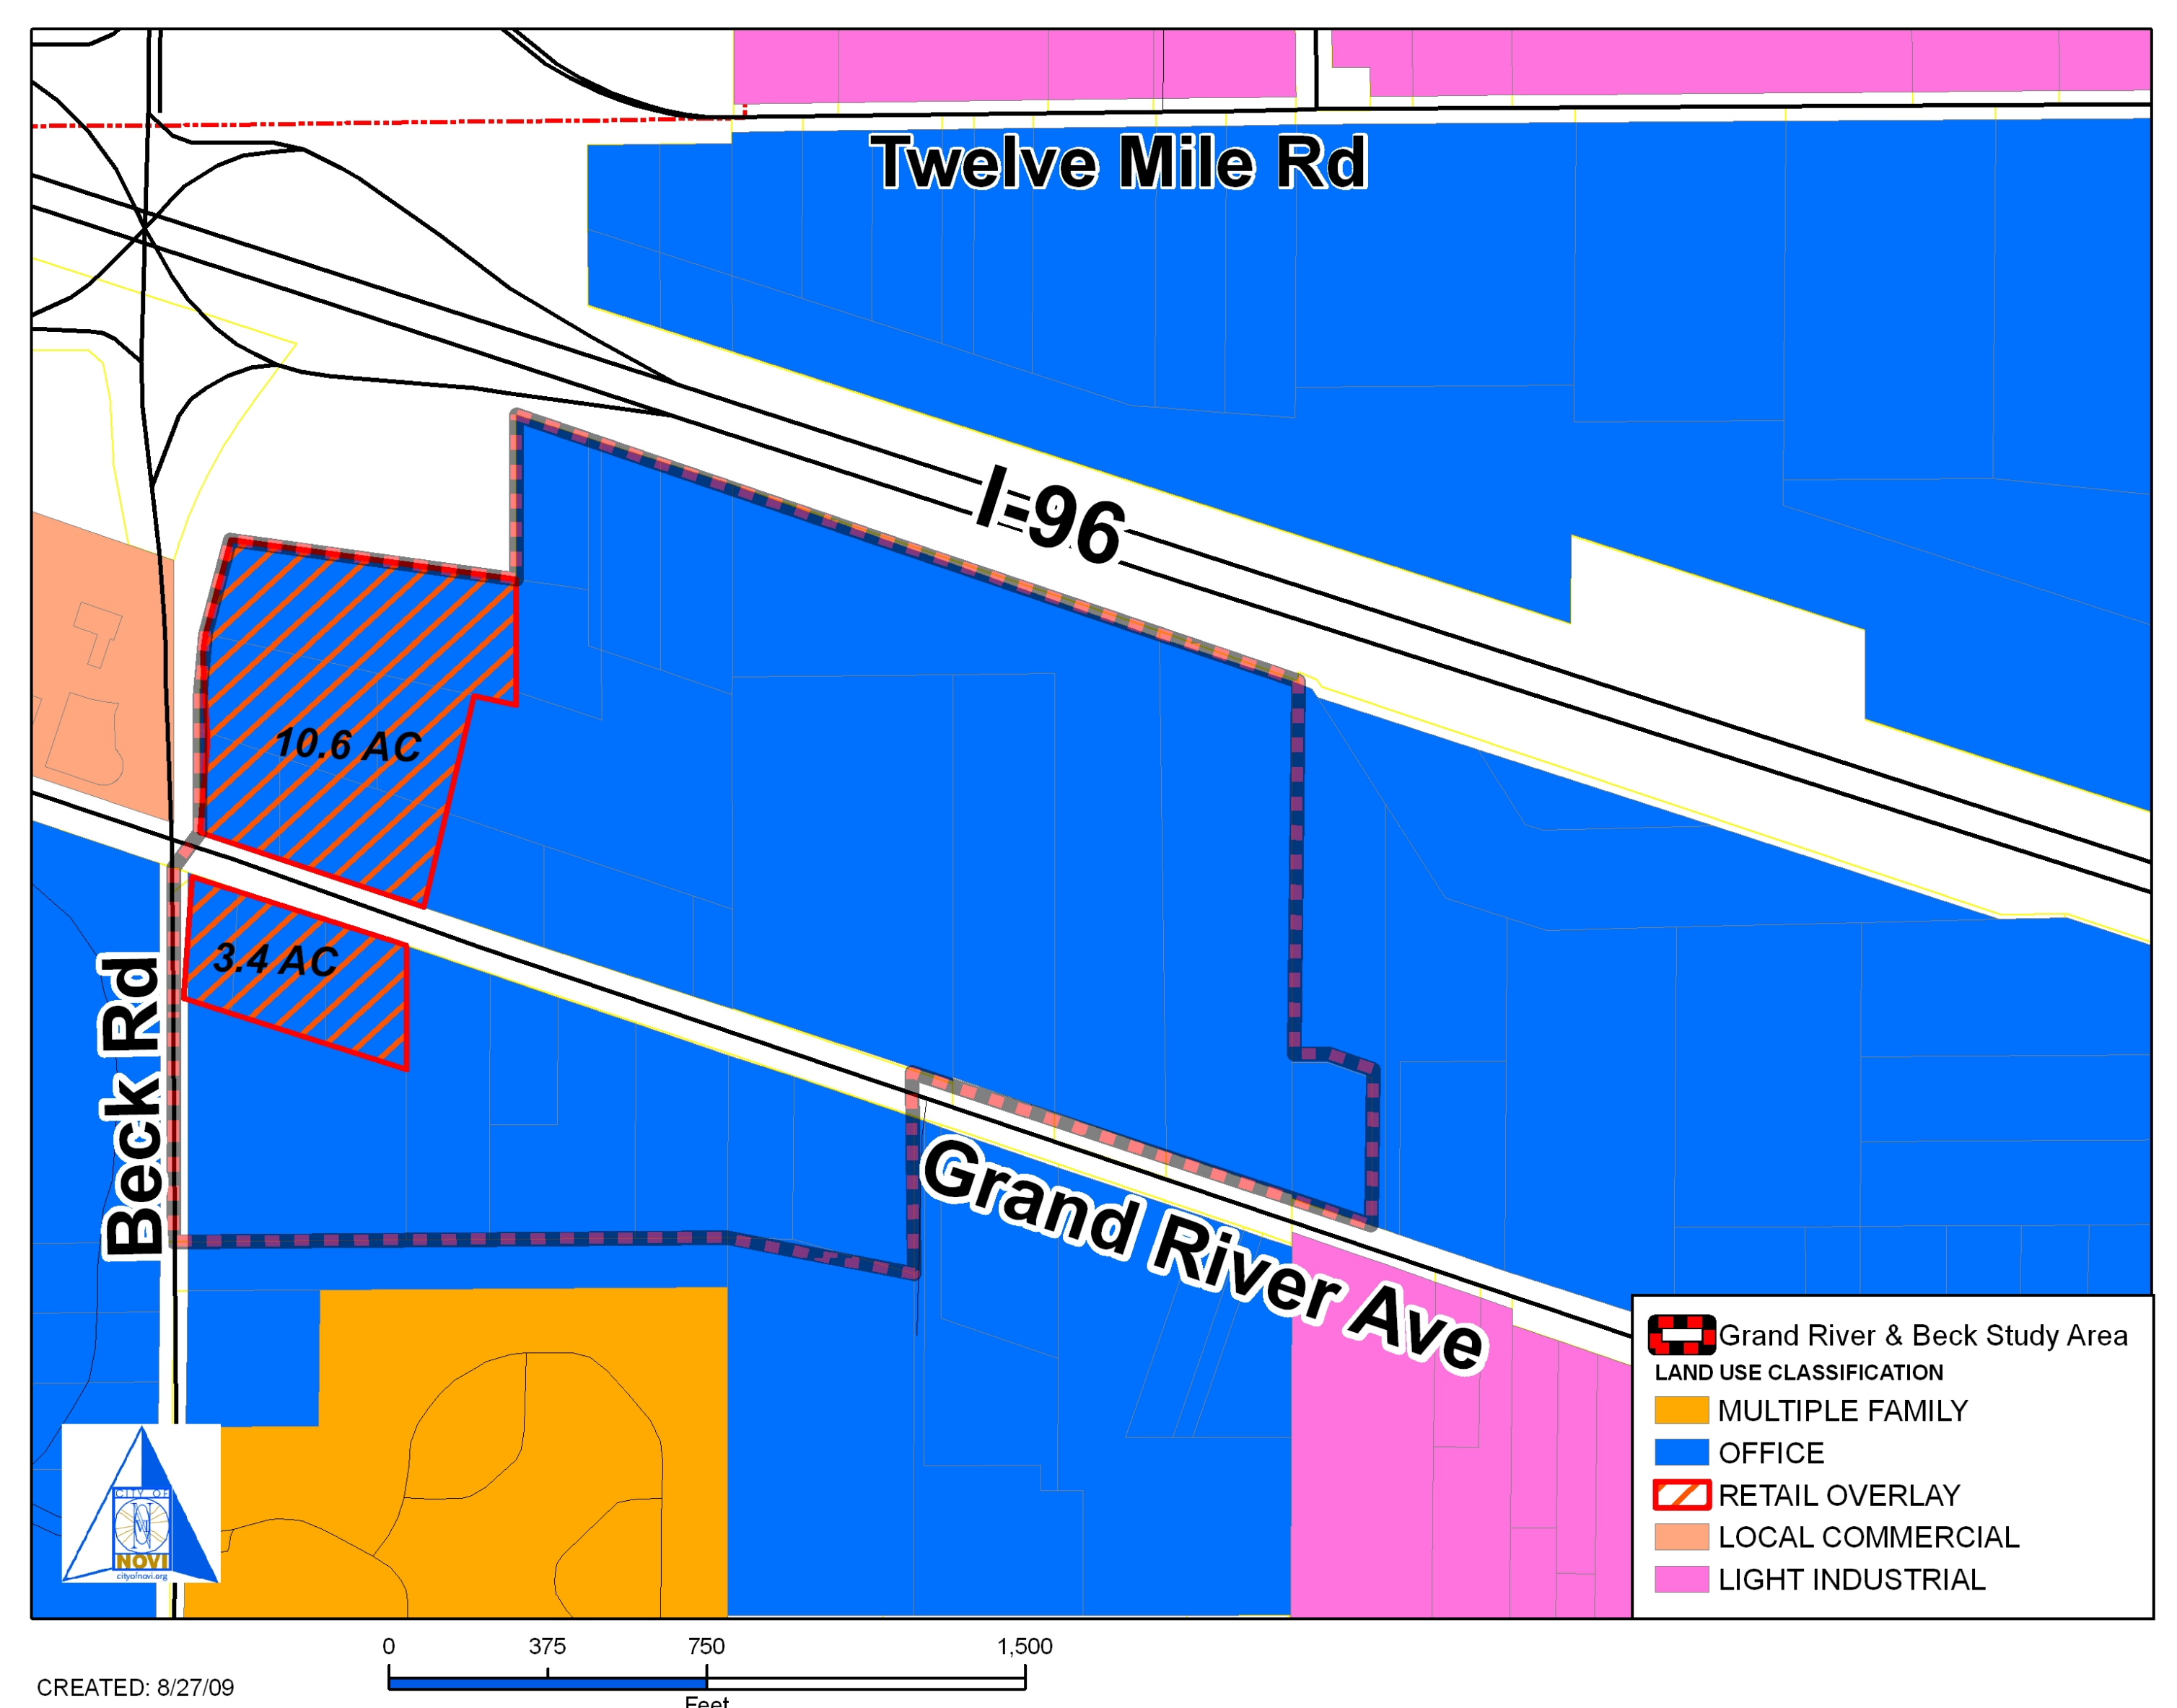 Twelve Mile Rd
I-96
10.6 AC
3.4 AC
Beck Rd
Grand River Ave
Grand River & Beck Study Area
LAND USE CLASSIFICATION
MULTIPLE FAMILY
OFFICE
RETAIL OVERLAY
LOCAL COMMERCIAL
LIGHT INDUSTRIAL
CITY OF
NOVI
cityofnovi.org
0 375 750 1,500
Feet
CREATED: 8/27/09